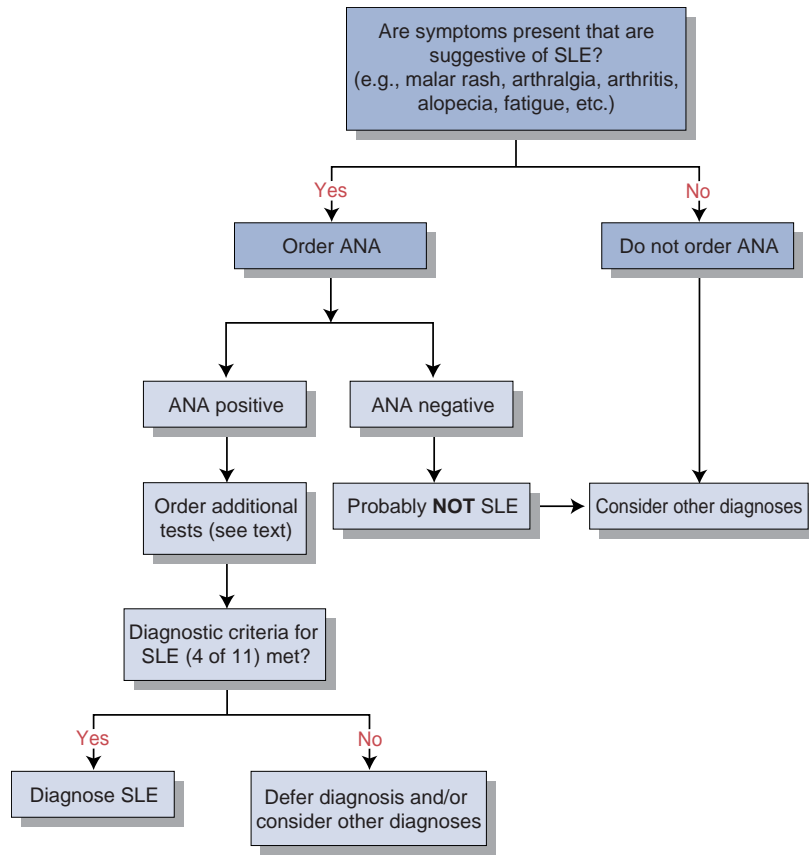 Are symptoms present that are
suggestive of SLE?
(e.g., malar rash, arthralgia, arthritis,
alopecia, fatigue, etc.)
Yes
No
Order ANA
Do not order ANA
ANA positive
ANA negative
Order additional
tests (see text)
Probably NOT SLE
Consider other diagnoses
Diagnostic criteria for
SLE (4 of 11) met?
Yes
No
Diagnose SLE
Defer diagnosis and/or
consider other diagnoses